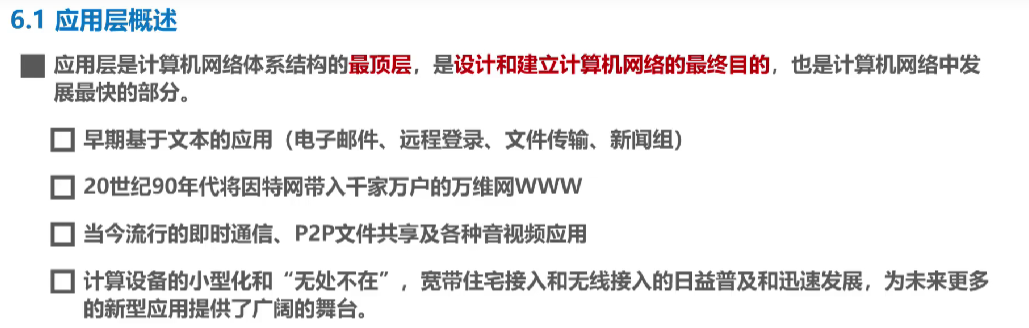 6.1 应用层概述
应用层是计算机网络体系结构的最顶层，是设计和建立计算机网络的最终目的，也是计算机网络中发
展最快的部分。
早期基于文本的应用（电子邮件、远程登录、文件传输、新闻组）
20世纪90年代将因特网带入千家万户的万维网WWW
当今流行的即时通信、P2P文件共享及各种音视频应用
计算设备的小型化和“无处不在”，宽带住宅接入和无线接入的日益普及和迅速发展，为未来更多
的新型应用提供了广阔的舞台。